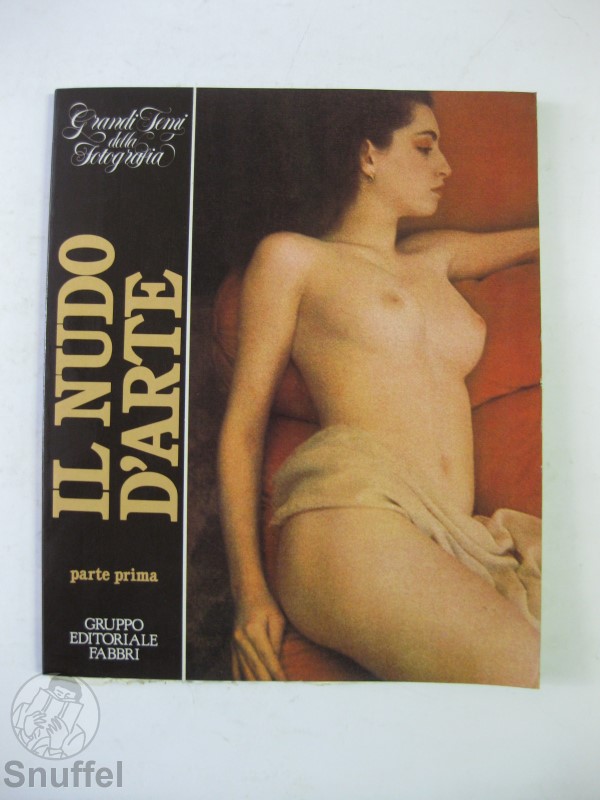 Grandi Temi
della
Fotografia
IL NUDO
D'ARTE
parte prima
GRUPPO
EDITORIALE
FABBRI
Snuffel